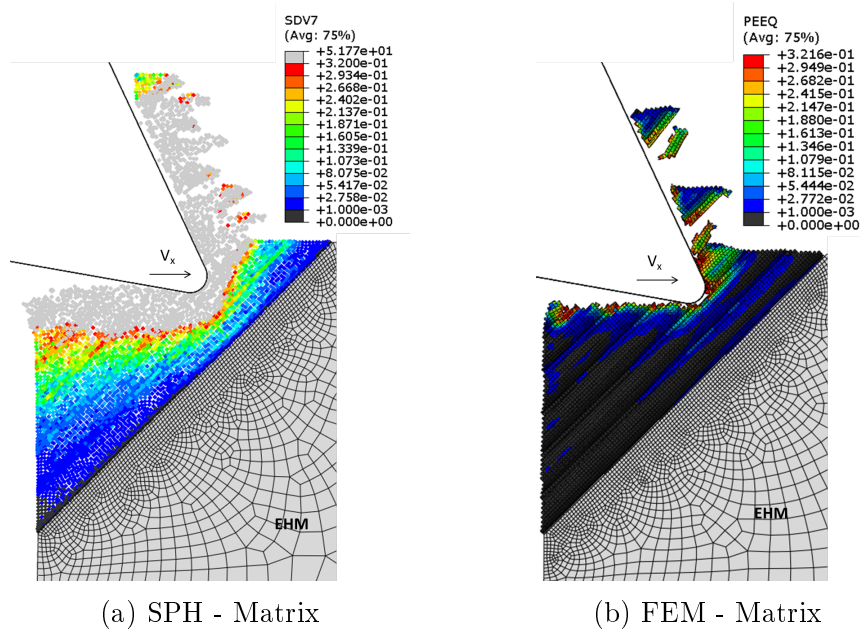 SDV7
(Avg: 75%)
+5.177e+01
+3.200e-01
+2.934e-01
+2.668e-01
+2.402e-01
+2.137e-01
+1.871e-01
+1.605e-01
+1.339e-01
+1.073e-01
+8.075e-02
+5.417e-02
+2.758e-02
+1.000e-03
+0.000e+00
Vx
EHM
(a) SPH - Matrix
PEEQ
(Avg: 75%)
+3.216e-01
+2.949e-01
+2.682e-01
+2.415e-01
+2.147e-01
+1.880e-01
+1.613e-01
+1.346e-01
+1.079e-01
+8.115e-02
+5.444e-02
+2.772e-02
+1.000e-03
+0.000e+00
Vx
EHM
(b) FEM - Matrix